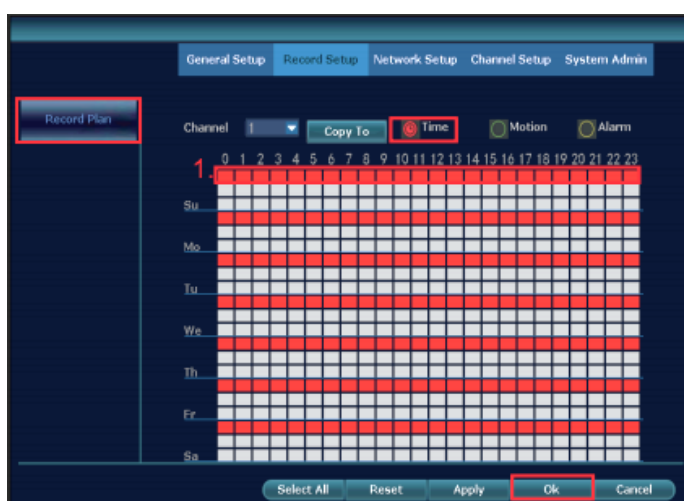 General Setup Record Setup Network Setup Channel Setup System Admin
Record Plan
Channel 1 Copy To Time Motion Alarm
0 1 2 3 4 5 6 7 8 9 10 11 12 13 14 15 16 17 18 19 20 21 22 23
1.
Su
Mo
Tu
We
Th
Fr
Sa
Select All Reset Apply Ok Cancel